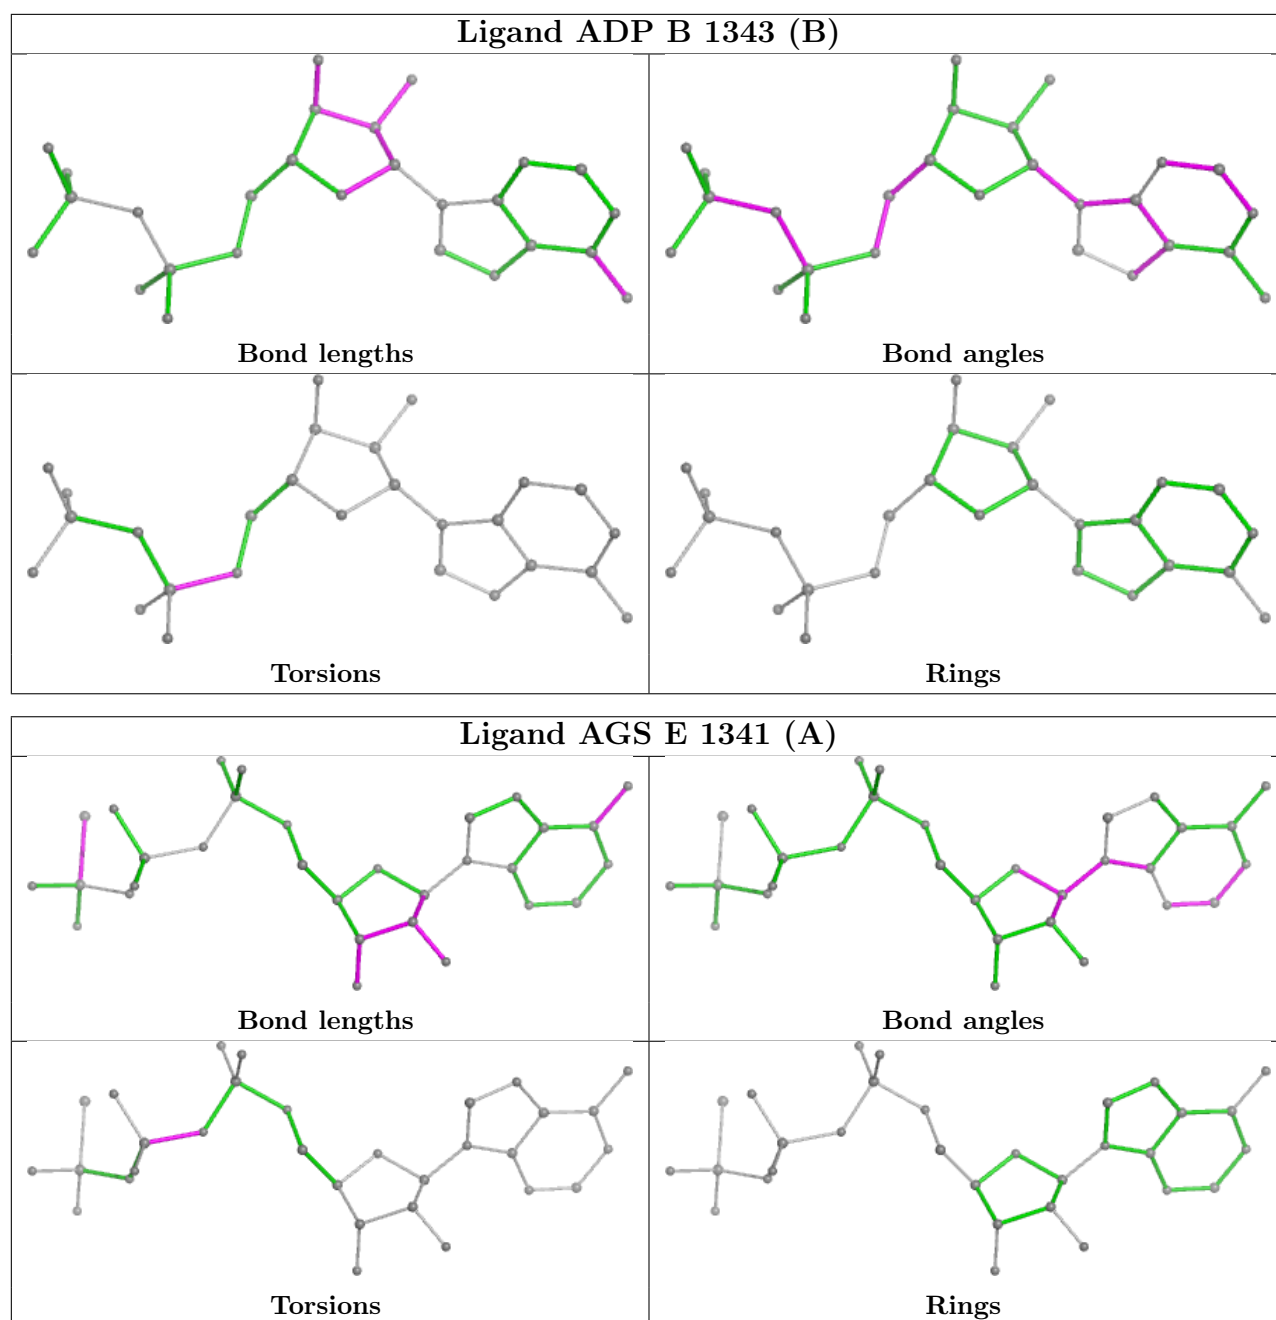 Ligand ADP B 1343 (B)
Bond lengths
Bond angles
Torsions
Rings
Ligand AGS E 1341 (A)
Bond lengths
Bond angles
Torsions
Rings